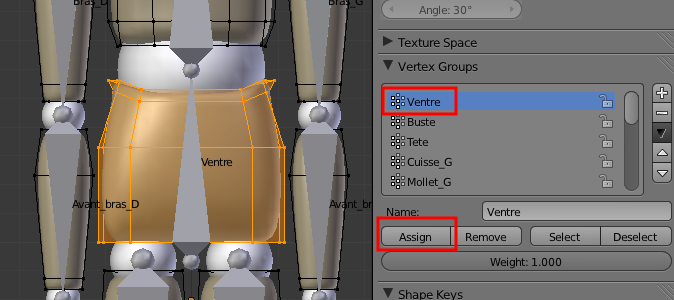 Bras_D
Bras_G
Ventre
Avant_bras_D
Avant_br
Angle: 30°
Texture Space
Vertex Groups
Ventre
Buste
Tete
Cuisse_G
Mollet_G
Name:
Ventre
Assign
Remove
Select
Deselect
Weight: 1.000
Shape Keys